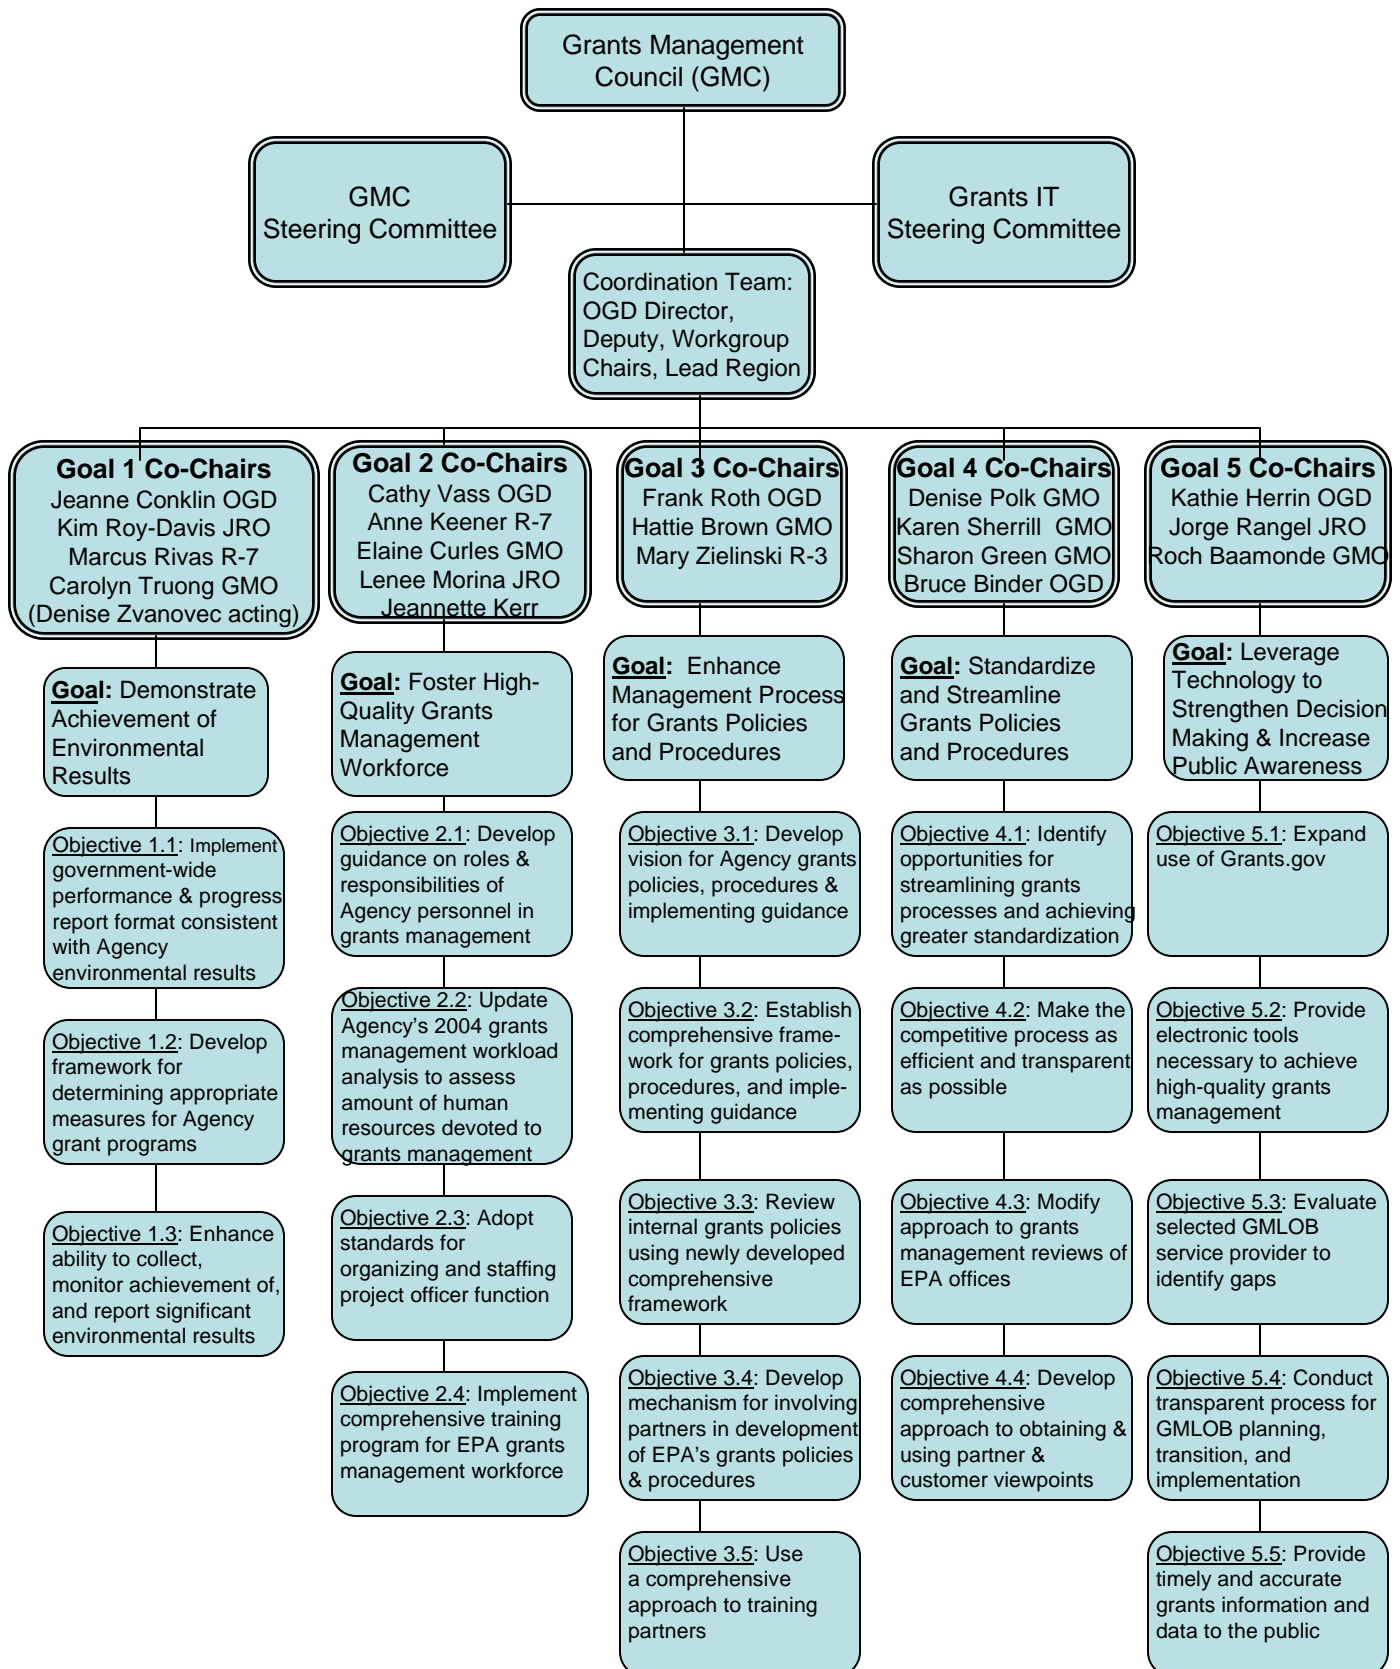 Grants Management
Council (GMC)
GMC
Steering Committee
Grants IT
Steering Committee
Coordination Team:
OGD Director,
Deputy, Workgroup
Chairs, Lead Region
Goal 1 Co-Chairs
Jeanne Conklin OGD
Kim Roy-Davis JRO
Marcus Rivas R-7
Carolyn Truong GMO
(Denise Zvanovec acting)
Goal: Demonstrate
Achievement of
Environmental
Results
Objective 1.1: Implement
government-wide
performance & progress
report format consistent
with Agency
environmental results
Objective 1.2: Develop
framework for
determining appropriate
measures for Agency
grant programs
Objective 1.3: Enhance
ability to collect,
monitor achievement of,
and report significant
environmental results
Goal 2 Co-Chairs
Cathy Vass OGD
Anne Keener R-7
Elaine Curles GMO
Lenee Morina JRO
Jeannette Kerr
Goal: Foster High-
Quality Grants
Management
Workforce
Objective 2.1: Develop
guidance on roles &
responsibilities of
Agency personnel in
grants management
Objective 2.2: Update
Agency's 2004 grants
management workload
analysis to assess
amount of human
resources devoted to
grants management
Objective 2.3: Adopt
standards for
organizing and staffing
project officer function
Objective 2.4: Implement
comprehensive training
program for EPA grants
management workforce
Goal 3 Co-Chairs
Frank Roth OGD
Hattie Brown GMO
Mary Zielinski R-3
Goal: Enhance
Management Process
for Grants Policies
and Procedures
Objective 3.1: Develop
vision for Agency grants
policies, procedures &
implementing guidance
Objective 3.2: Establish
comprehensive frame-
work for grants policies,
procedures, and imple-
menting guidance
Objective 3.3: Review
internal grants policies
using newly developed
comprehensive
framework
Objective 3.4: Develop
mechanism for involving
partners in development
of EPA's grants policies
& procedures
Objective 3.5: Use
a comprehensive
approach to training
partners
Goal 4 Co-Chairs
Denise Polk GMO
Karen Sherrill GMO
Sharon Green GMO
Bruce Binder OGD
Goal: Standardize
and Streamline
Grants Policies
and Procedures
Objective 4.1: Identify
opportunities for
streamlining grants
processes and achieving
greater standardization
Objective 4.2: Make the
competitive process as
efficient and transparent
as possible
Objective 4.3: Modify
approach to grants
management reviews of
EPA offices
Objective 4.4: Develop
comprehensive
approach to obtaining &
using partner &
customer viewpoints
Goal 5 Co-Chairs
Kathie Herrin OGD
Jorge Rangel JRO
Roch Baamonde GMO
Goal: Leverage
Technology to
Strengthen Decision
Making & Increase
Public Awareness
Objective 5.1: Expand
use of Grants.gov
Objective 5.2: Provide
electronic tools
necessary to achieve
high-quality grants
management
Objective 5.3: Evaluate
selected GMLOB
service provider to
identify gaps
Objective 5.4: Conduct
transparent process for
GMLOB planning,
transition, and
implementation
Objective 5.5: Provide
timely and accurate
grants information and
data to the public